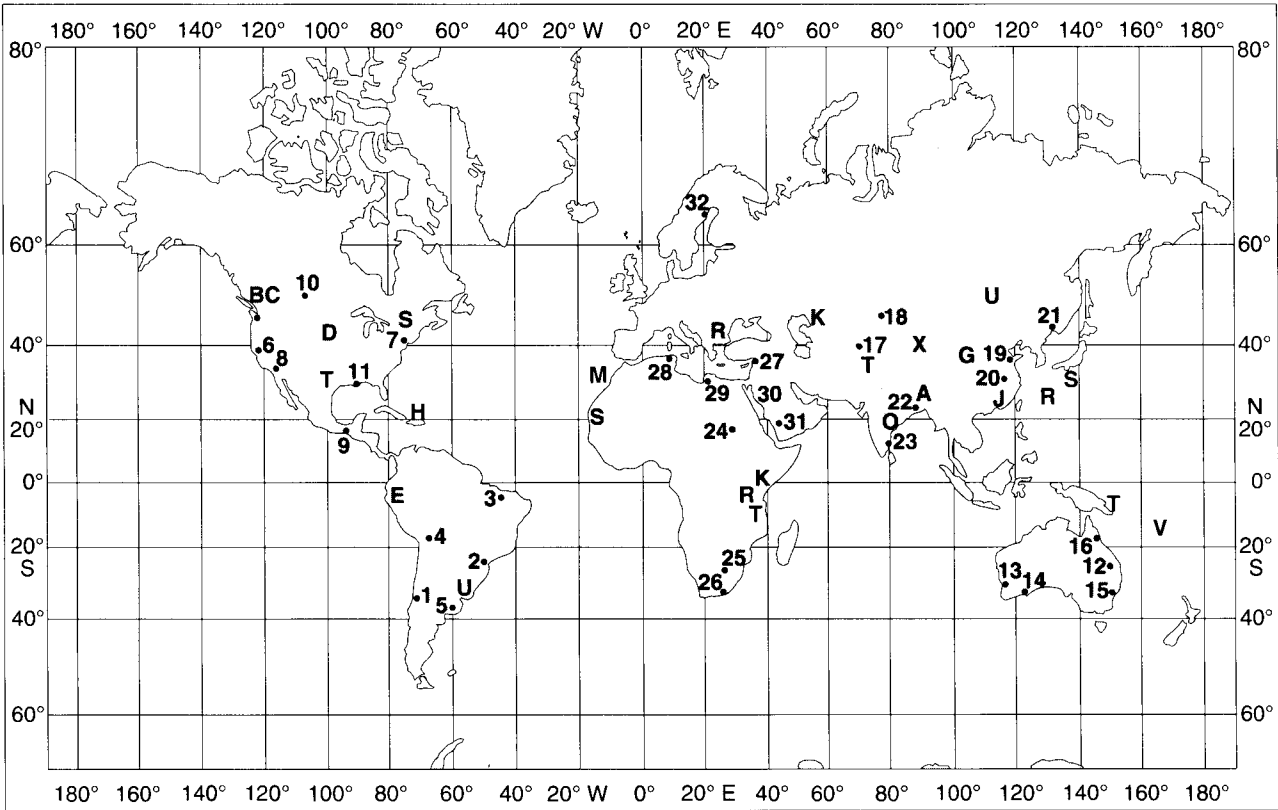 180° 160° 140° 120° 100° 80° 60° 40° 20° W 0° 20° E 40° 60° 80° 100° 120° 140° 160° 180°
80° 80°
32
60° 60°
BC 10 U
D S R K 18 21
6 7 17 X G 19
40° 40°
8 T 11 M 28 27 T 20 S
29 30 A J R
N H S 22 N
20° 24 31 O 20°
9 23
0° K 0°
E 3 R T
T
4 V
20° 16 20°
S 2 25 12 S
1 U 26 13 14 15
5
40° 40°
60° 60°
180° 160° 140° 120° 100° 80° 60° 40° 20° W 0° 20° E 40° 60° 80° 100° 120° 140° 160° 180°